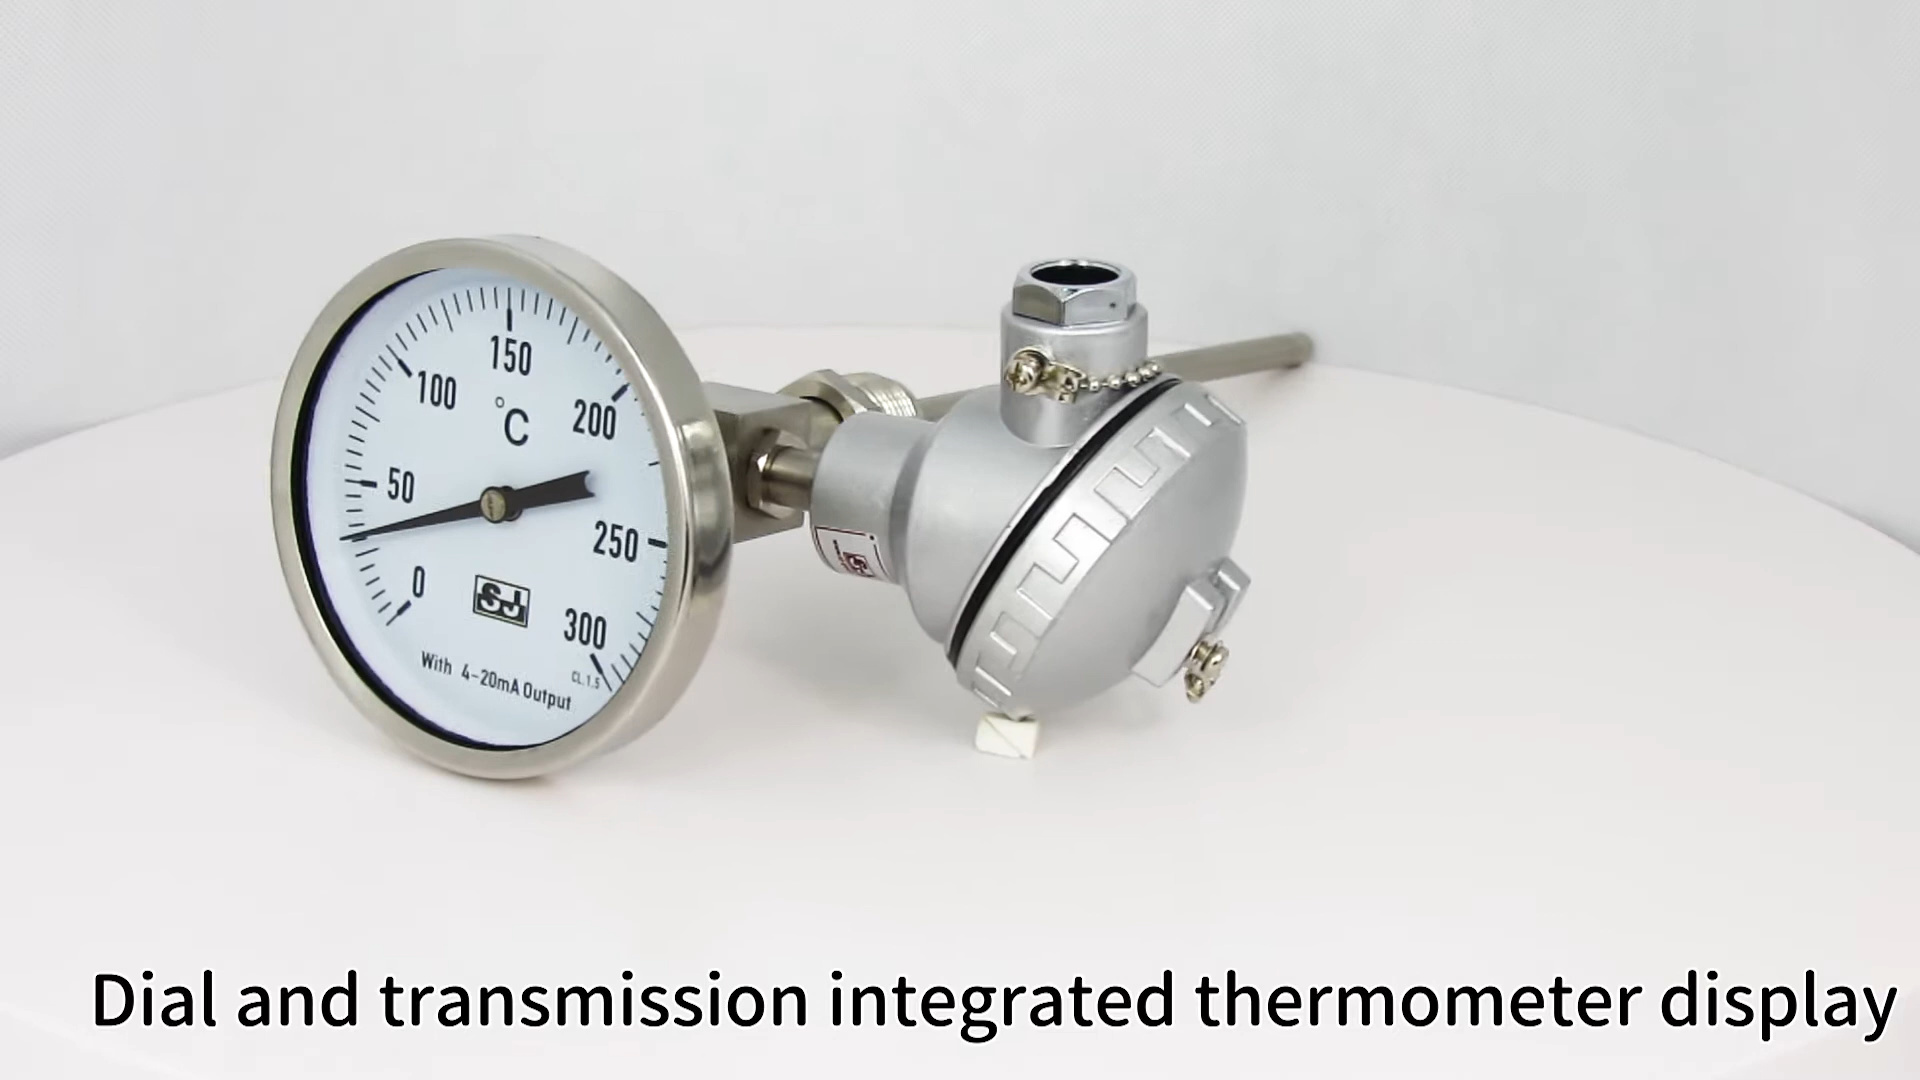 150
100
200
°C
50
250
0
SJ
300
CL.1.5
With 4-20mA Output
Dial and transmission integrated thermometer display